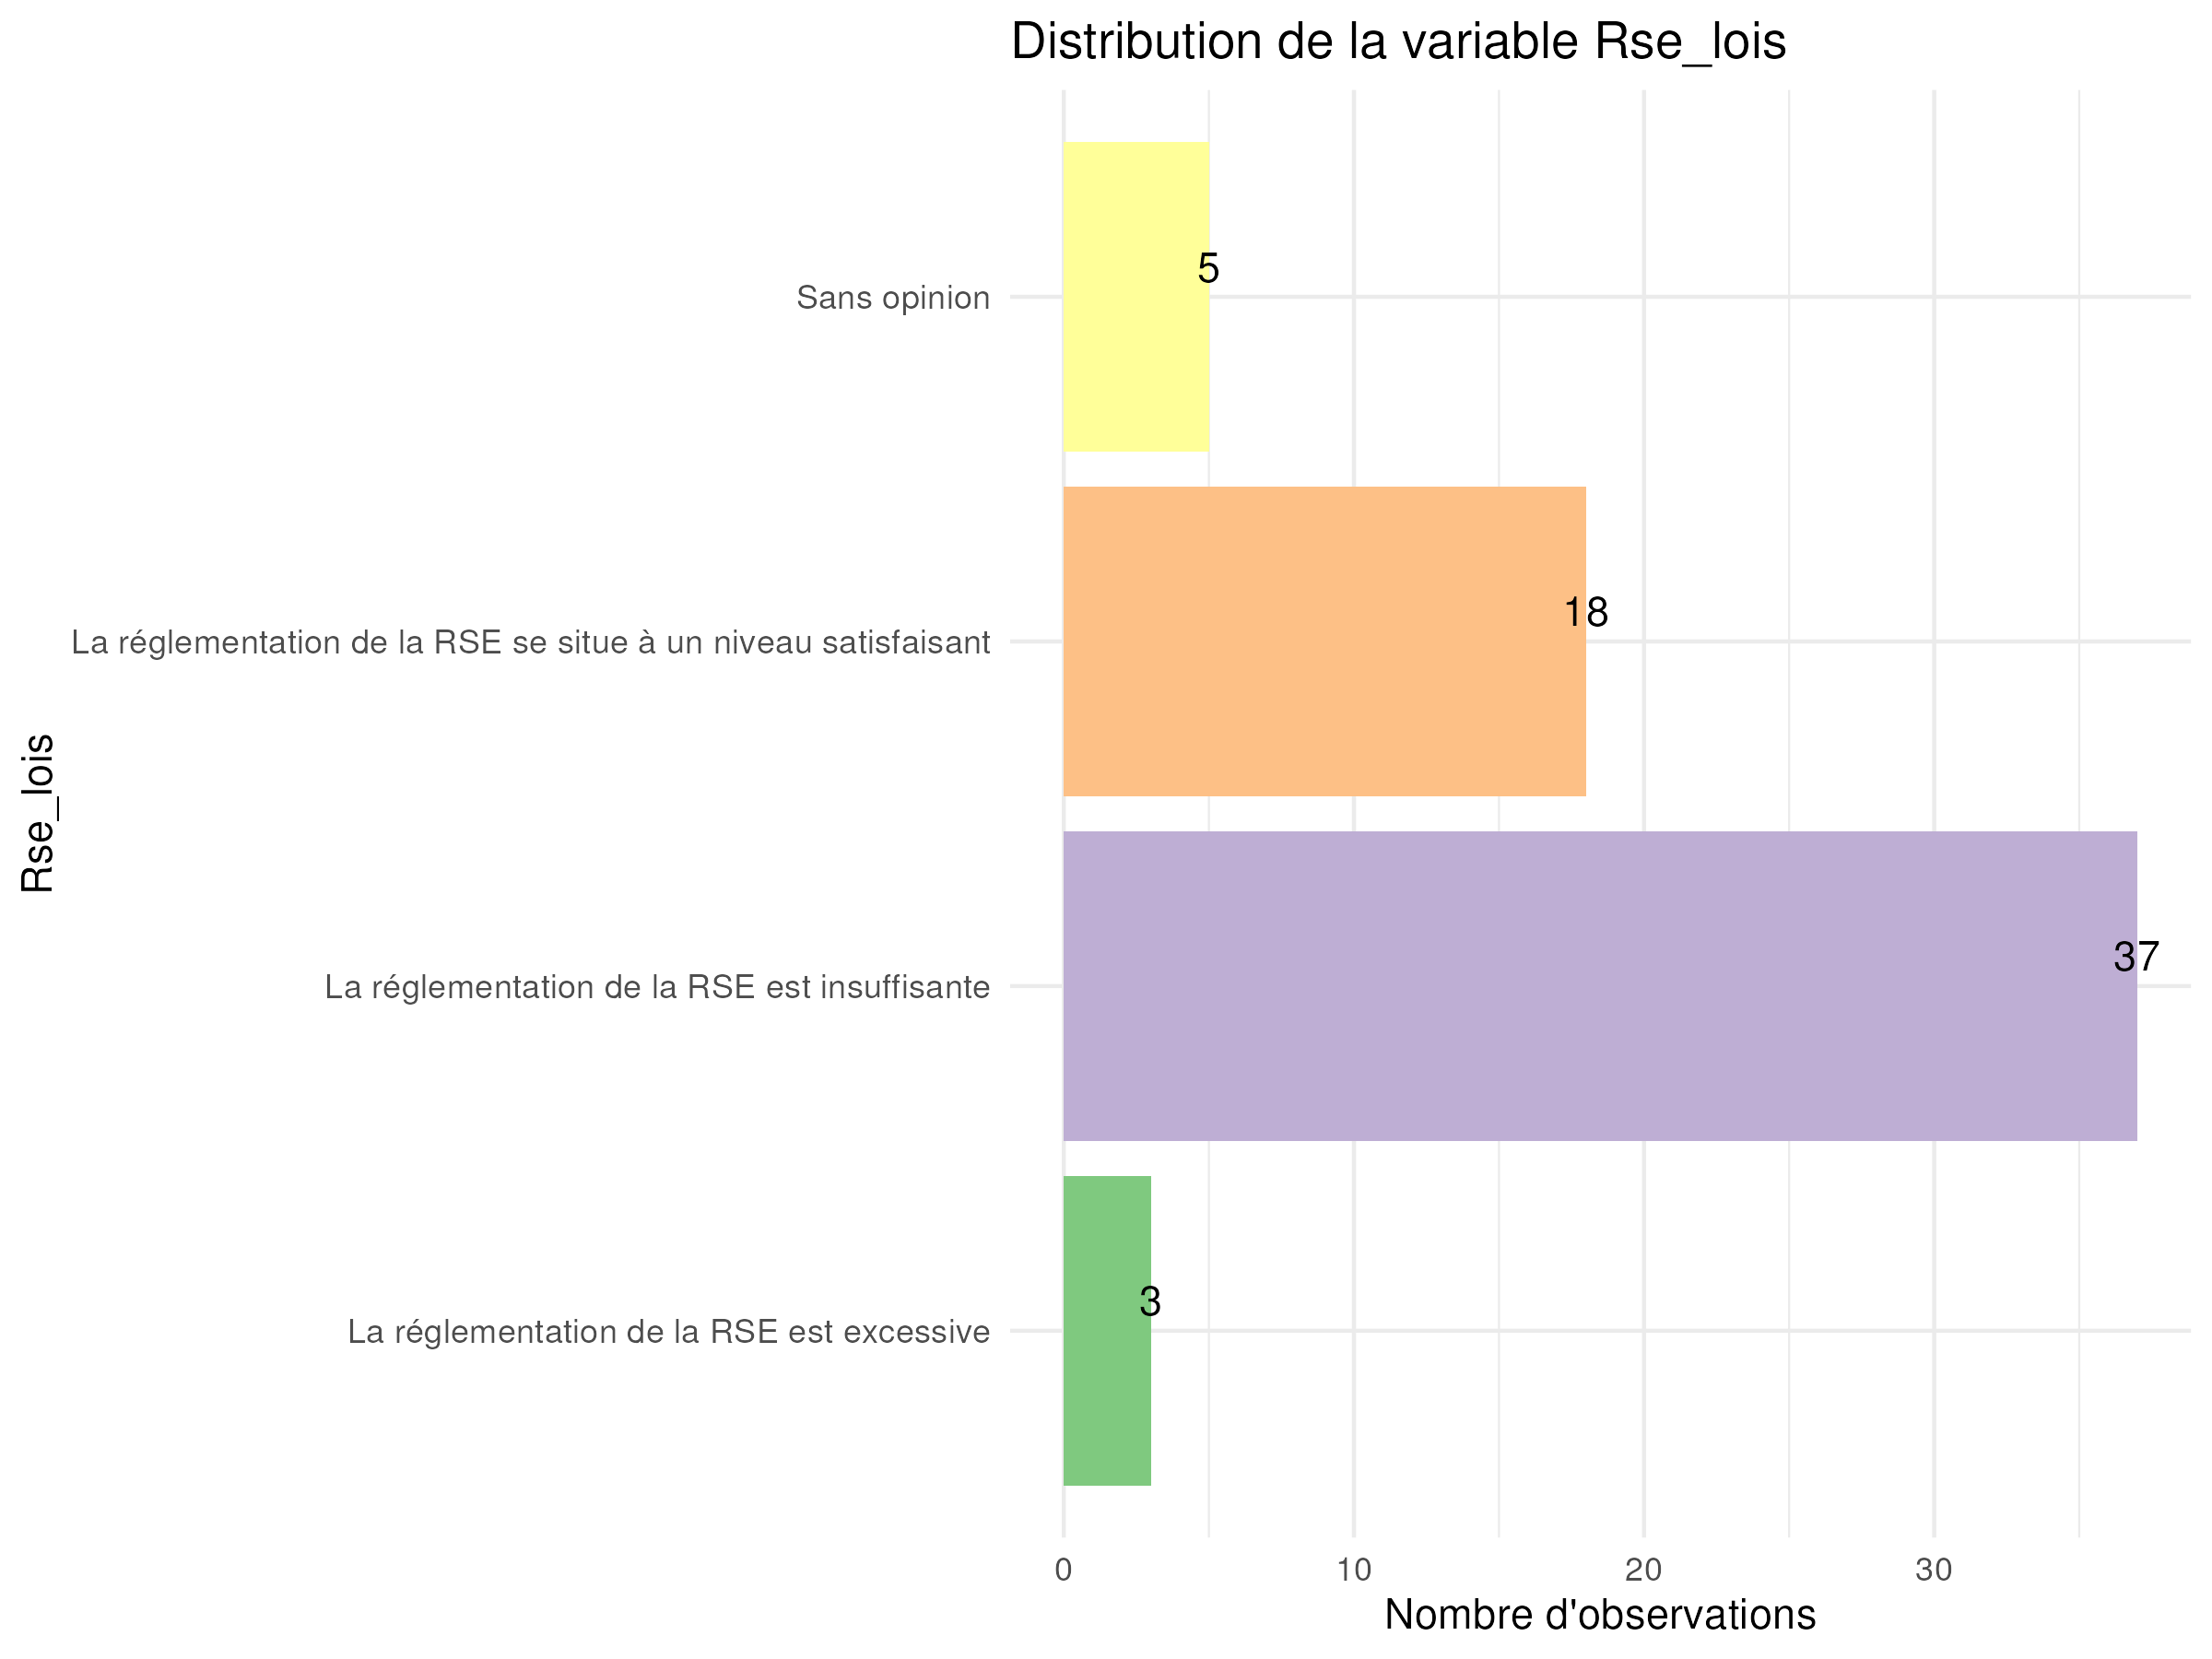 Distribution de la variable Rse_lois
Sans opinion
5
La réglementation de la RSE se situe à un niveau satisfaisant
18
Rse_lois
La réglementation de la RSE est insuffisante
37
La réglementation de la RSE est excessive
3
0 10 20 30
Nombre d'observations